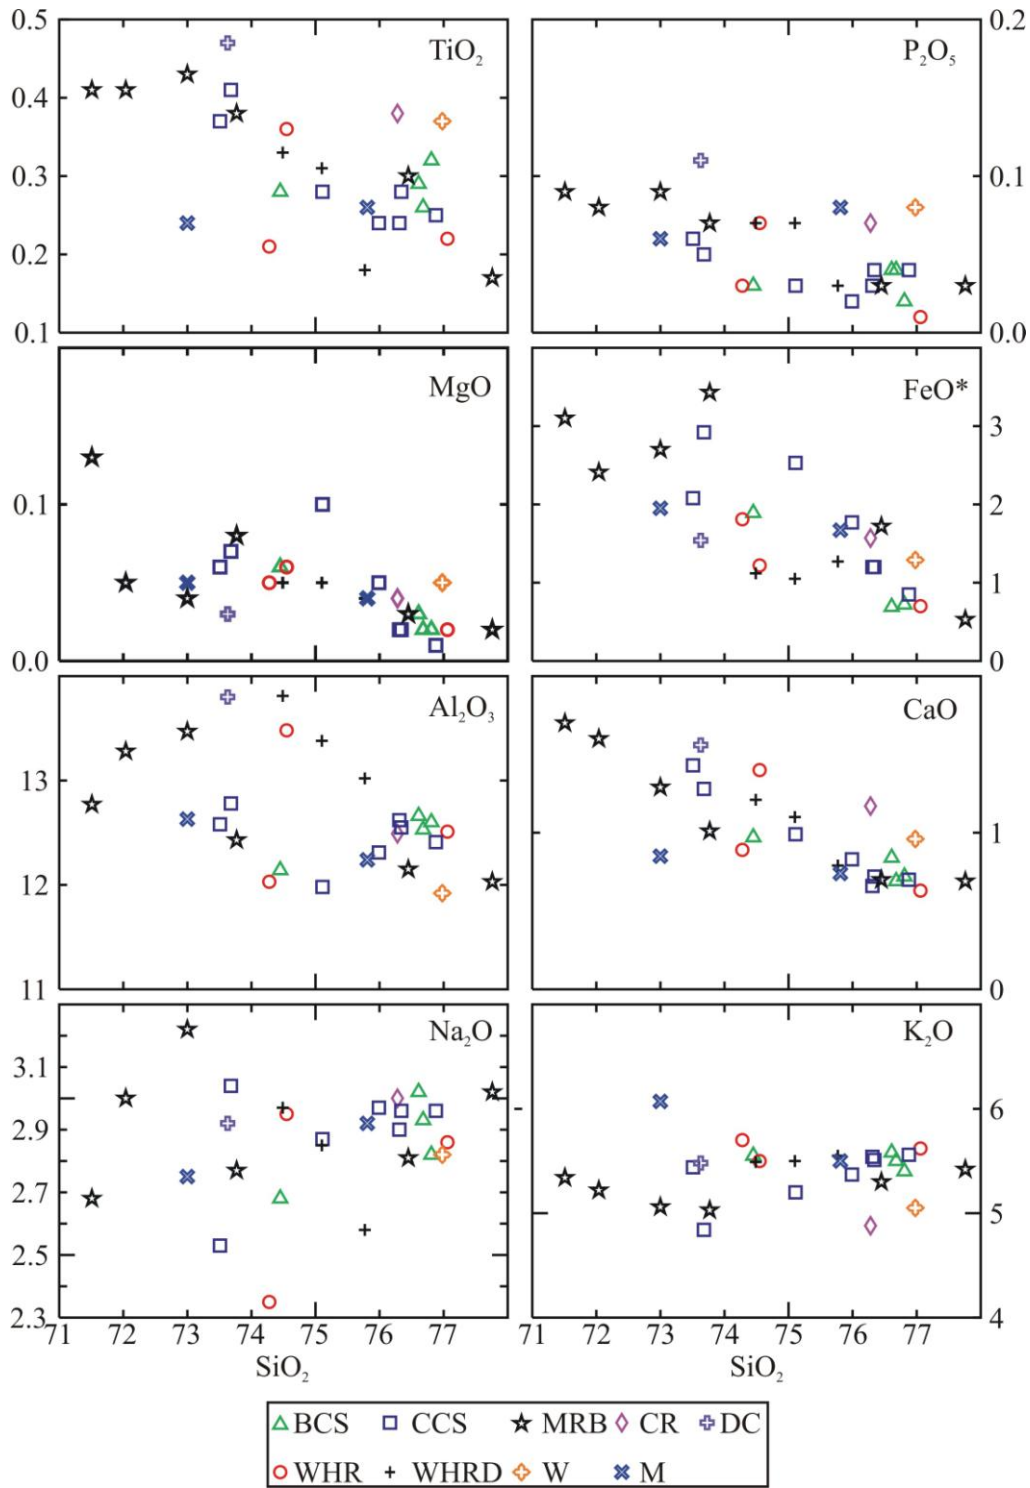 0.5 TiO₂ P₂O₅ 0.2
0.4
0.3 0.1
0.2
0.1 0.0
MgO FeO*
3
0.1 2
1
0.0 0
Al₂O₃ CaO
13
1
12
11 0
Na₂O K₂O
3.1
6
2.9
2.7
5
2.5
2.3 4
71 72 73 74 75 76 77 71 72 73 74 75 76 77
SiO₂ SiO₂
BCS CCS MRB CR DC
WHR WHRD W M